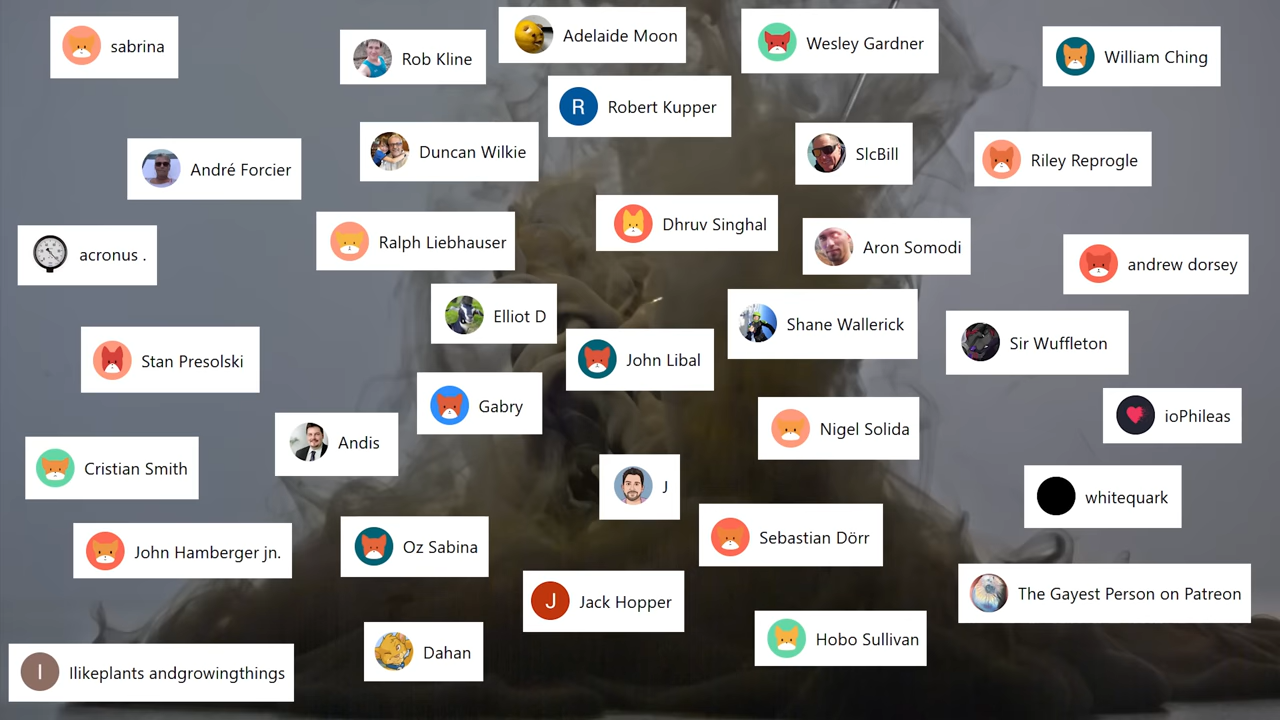 sabrina
Rob Kline
Adelaide Moon
Wesley Gardner
William Ching
R
Robert Kupper
André Forcier
Duncan Wilkie
SlcBill
Riley Reprogle
acronus .
Ralph Liebhauser
Dhruv Singhal
Aron Somodi
andrew dorsey
Elliot D
Shane Wallerick
Sir Wuffleton
Stan Presolski
John Libal
Gabry
ioPhileas
Andis
Nigel Solida
Cristian Smith
J
whitequark
John Hamberger jn.
Oz Sabina
Sebastian Dörr
J
Jack Hopper
The Gayest Person on Patreon
Dahan
Hobo Sullivan
I
Ilikeplants andgrowingthings